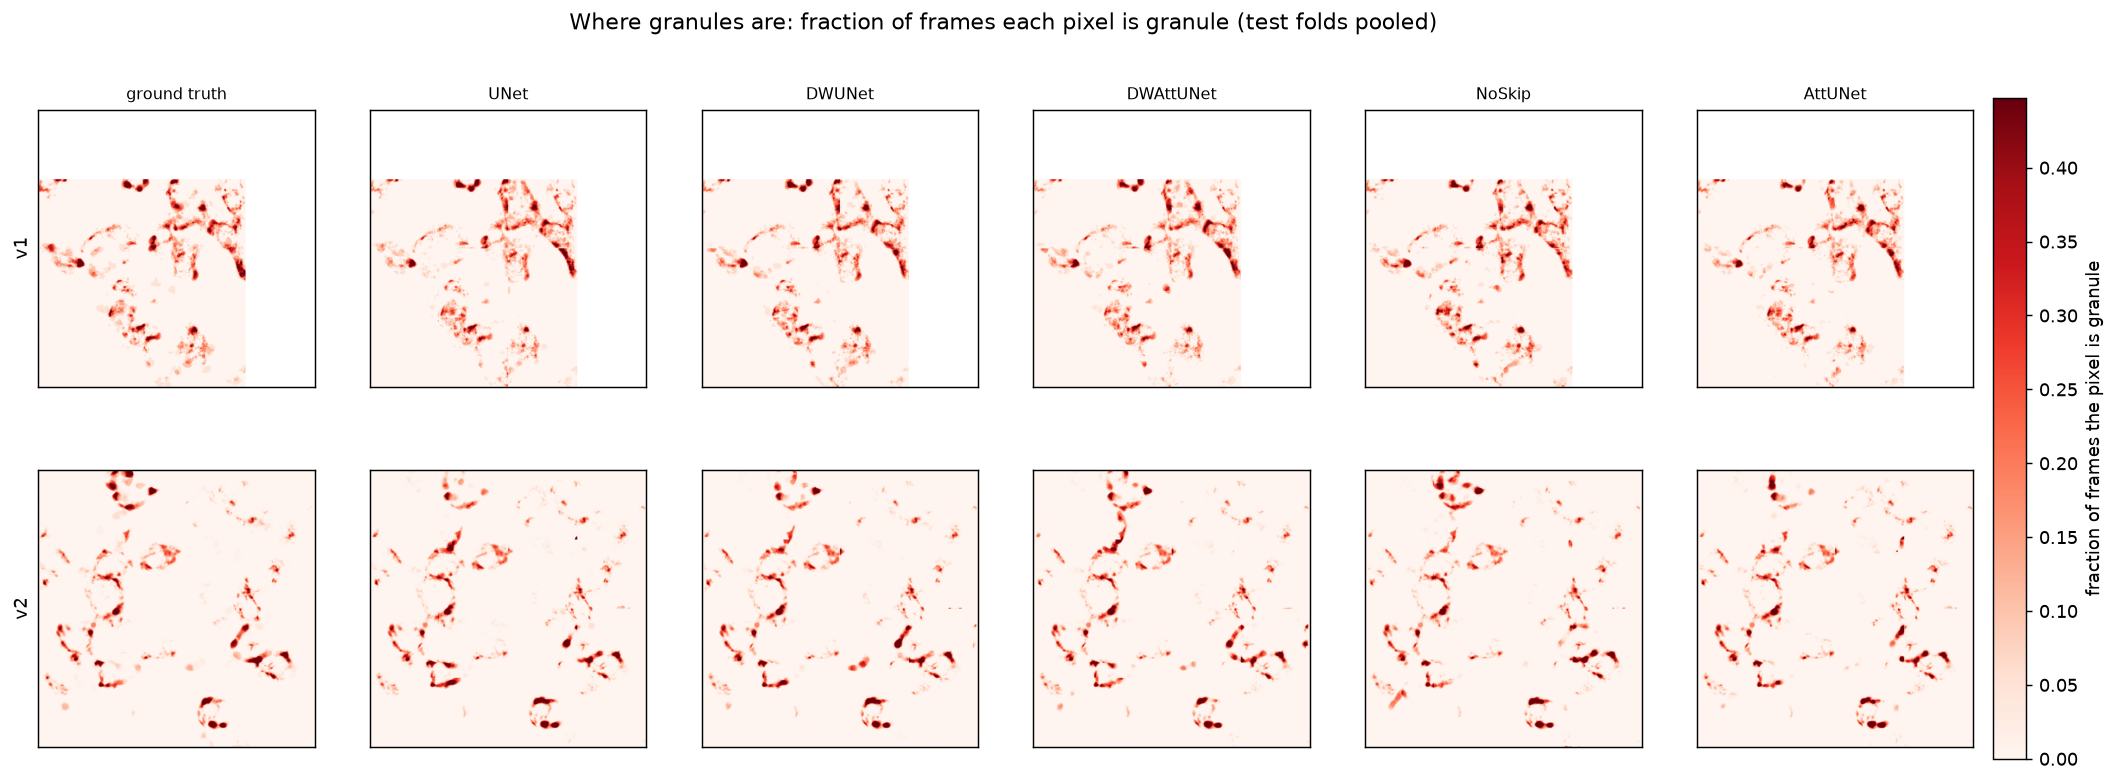 Where granules are: fraction of frames each pixel is granule (test folds pooled)
ground truth
UNet
DWUNet
DWAttUNet
NoSkip
AttUNet
v1
v2
0.40
0.35
0.30
0.25
0.20
0.15
0.10
0.05
0.00
fraction of frames the pixel is granule